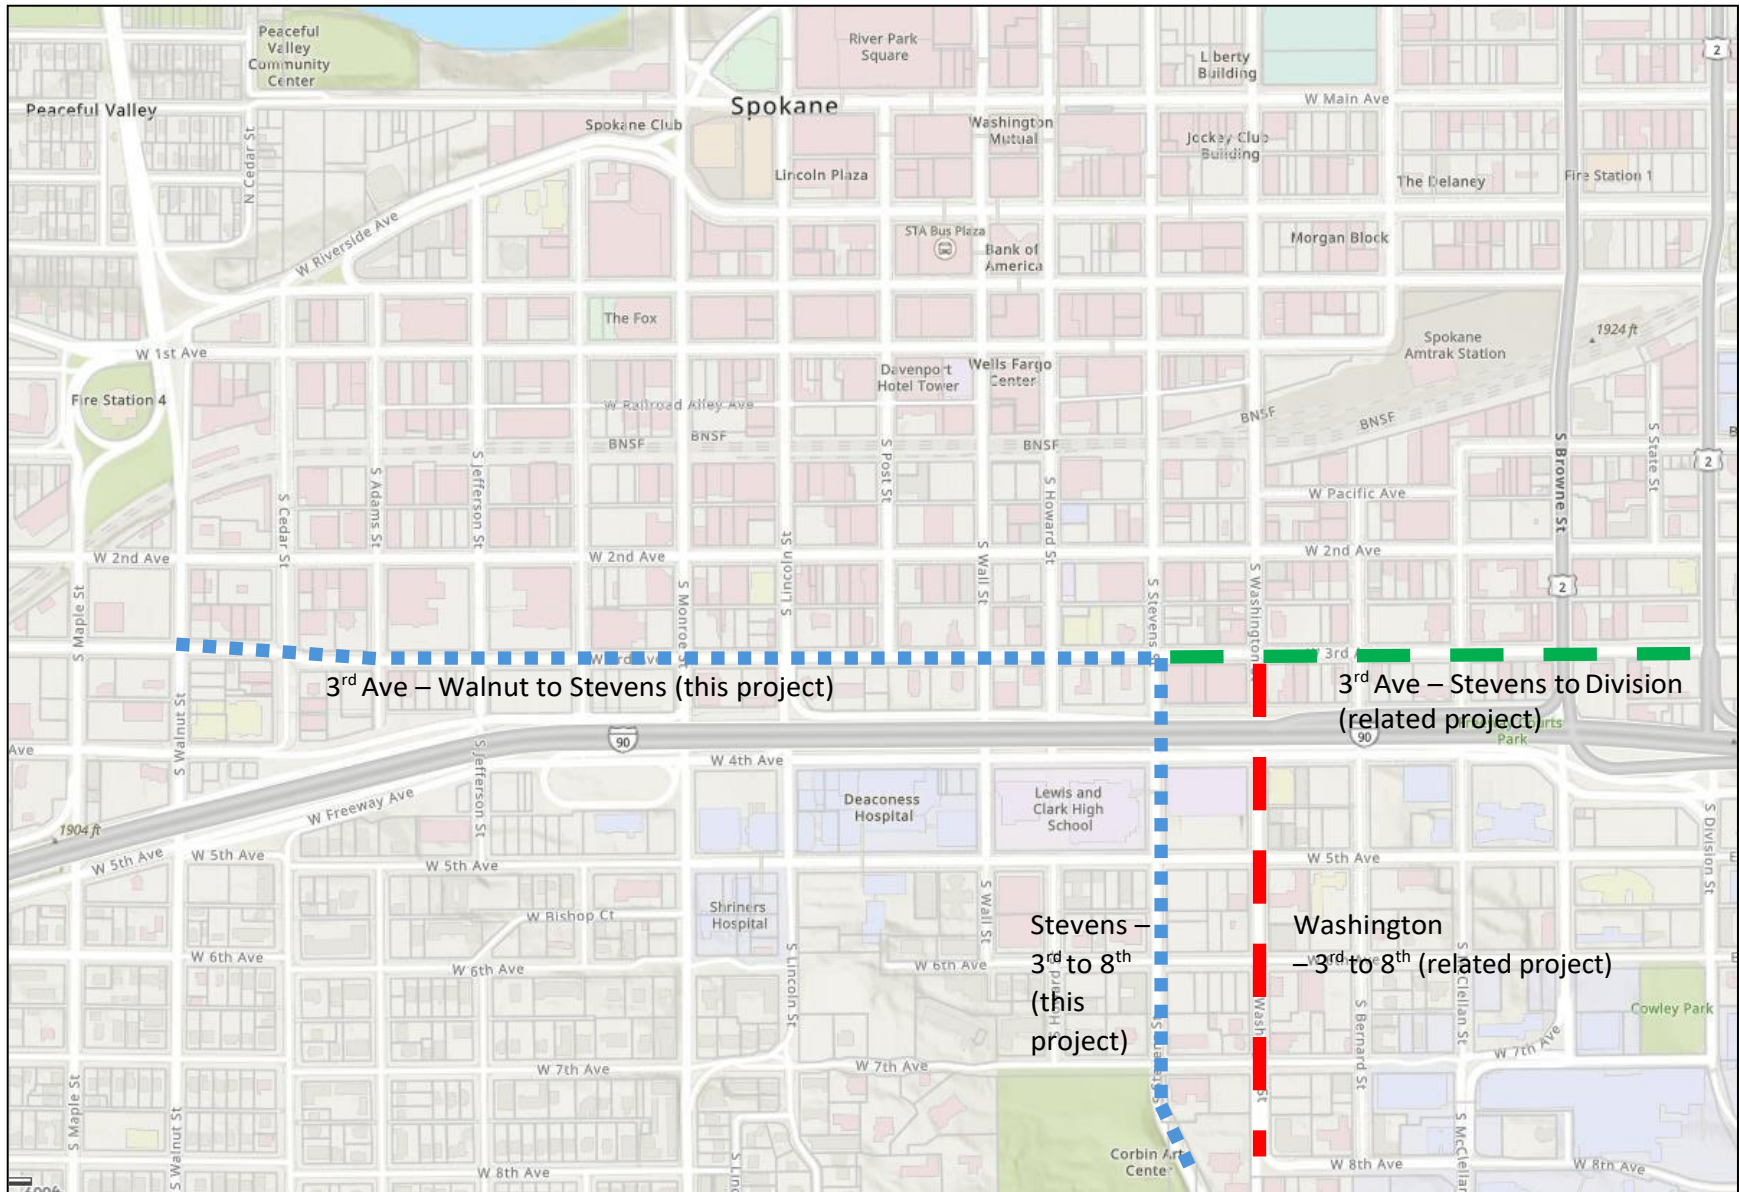 Peaceful
Valley
Community
Center
River Park
Square
Liberty
Building
2
Peaceful Valley
Spokane
W Main Ave
Spokane Club
Washington
Mutual
Jockey Club
Building
N Cedar St
Lincoln Plaza
The Delaney
Fire Station 1
W Riverside Ave
STA Bus Plaza
Bank of
America
Morgan Block
The Fox
Spokane
Amtrak Station
1924 ft
W 1st Ave
Davenport
Hotel Tower
Wells Fargo
Center
Fire Station 4
W Railroad Alley Ave
BNSF
BNSF
BNSF
BNSF
BNSF
S Cedar St
S Adams St
S Jefferson St
S Post St
S Howard St
W Pacific Ave
S Browne St
S State St
2
W 2nd Ave
W 2nd Ave
W 2nd Ave
S Maple St
S Monroe St
S Lincoln St
S Wall St
S Stevens St
S Washington
2
W 3rd Ave
W 3rd
3rd Ave – Walnut to Stevens (this project)
3rd Ave – Stevens to Division
(related project)
Park
S Walnut St
Ave
90
90
S Jefferson St
W 4th Ave
W Freeway Ave
Deaconess
Hospital
Lewis and
Clark High
School
1904 ft
S Division St
W 5th Ave
W 5th Ave
W 5th Ave
W 5th Ave
Shriners
Hospital
W Bishop Ct
S Wall St
Stevens –
3rd to 8th
(this
project)
Washington
– 3rd to 8th (related project)
W 6th Ave
W 6th Ave
W 6th Ave
S Lincoln St
S McClellan St
S Bernard St
Cowley Park
W 7th Ave
W 7th Ave
W 7th Ave
S Maple St
S Walnut St
Corbin Art
Center
W 8th Ave
W 8th Ave
W 8th Ave